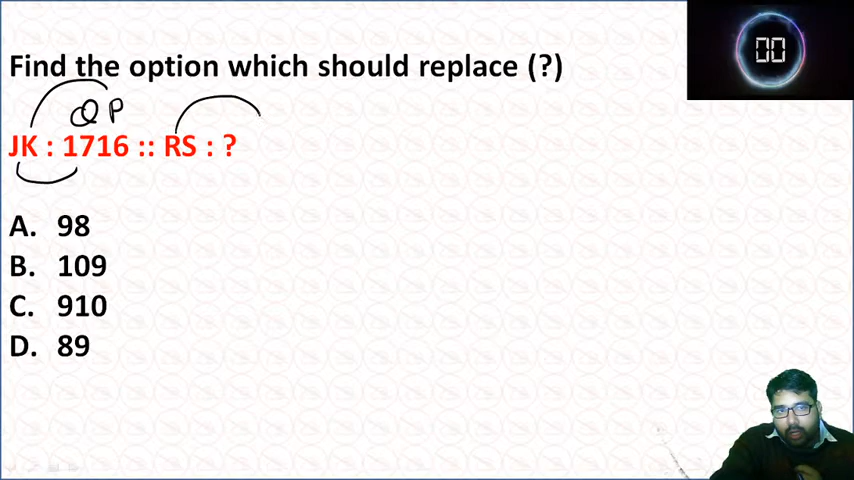 00
Find the option which should replace (?)
QP
JK : 1716 :: RS : ?
A. 98
B. 109
C. 910
D. 89